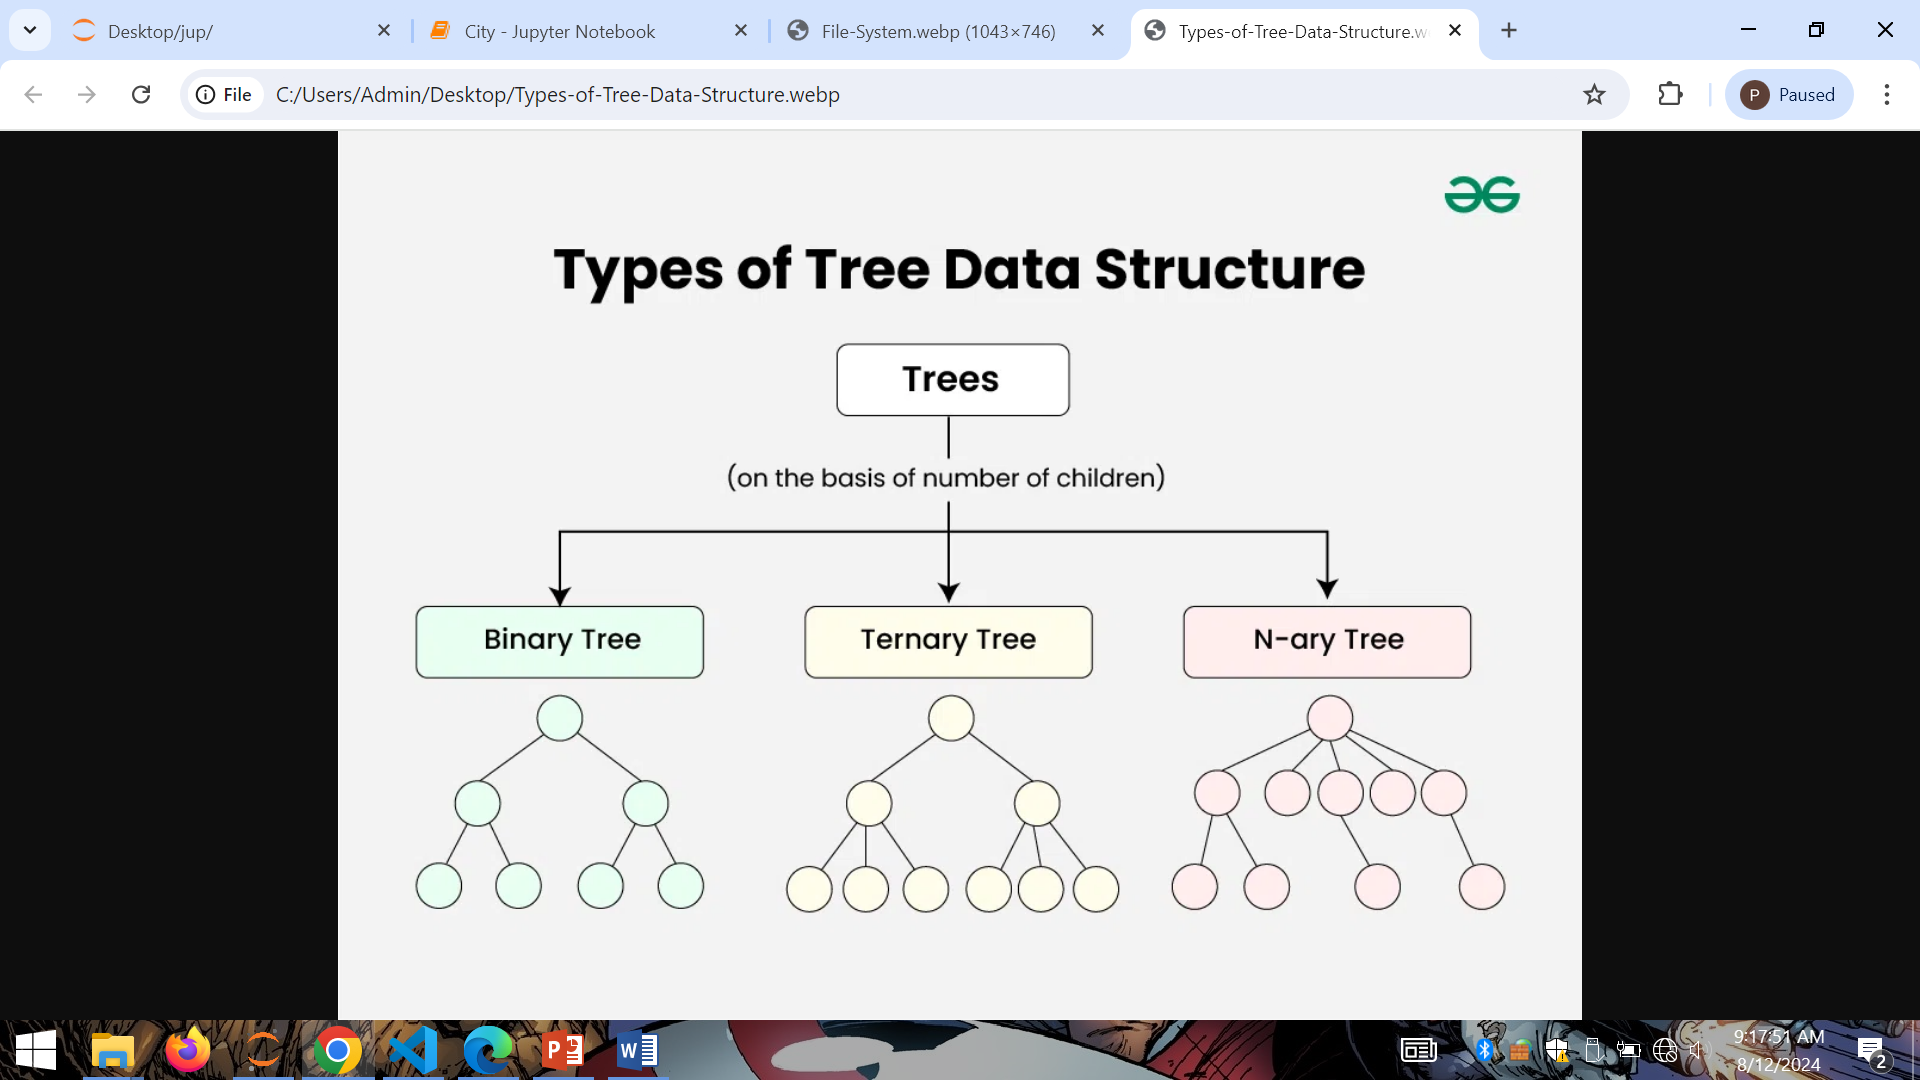 Desktop/jup/
City - Jupyter Notebook
File-System.webp (1043×746)
Types-of-Tree-Data-Structure.w
File
C:/Users/Admin/Desktop/Types-of-Tree-Data-Structure.webp
P
Paused
Types of Tree Data Structure
Trees
(on the basis of number of children)
Binary Tree
Ternary Tree
N-ary Tree
9:17:51 AM
8/12/2024
2